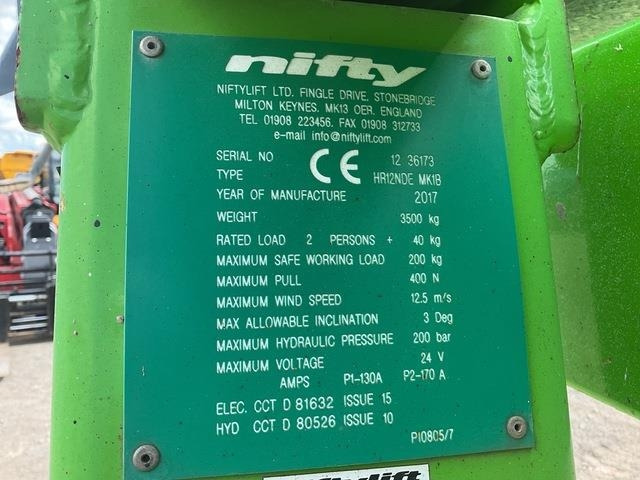 nifty
NIFTYLIFT LTD. FINGLE DRIVE, STONEBRIDGE
MILTON KEYNES. MK13 OER. ENGLAND
TEL 01908 223456. FAX 01908 312733
e-mail info@niftylift.com
SERIAL NO 12 36173
CE
TYPE HR12NDE MK1B
YEAR OF MANUFACTURE 2017
WEIGHT 3500 kg
RATED LOAD 2 PERSONS + 40 kg
MAXIMUM SAFE WORKING LOAD 200 kg
MAXIMUM PULL 400 N
MAXIMUM WIND SPEED 12.5 m/s
MAX ALLOWABLE INCLINATION 3 Deg
MAXIMUM HYDRAULIC PRESSURE 200 bar
MAXIMUM VOLTAGE 24 V
AMPS P1-130A P2-170 A
ELEC. CCT D 81632 ISSUE 15
HYD CCT D 80526 ISSUE 10
P10805/7
niftylift